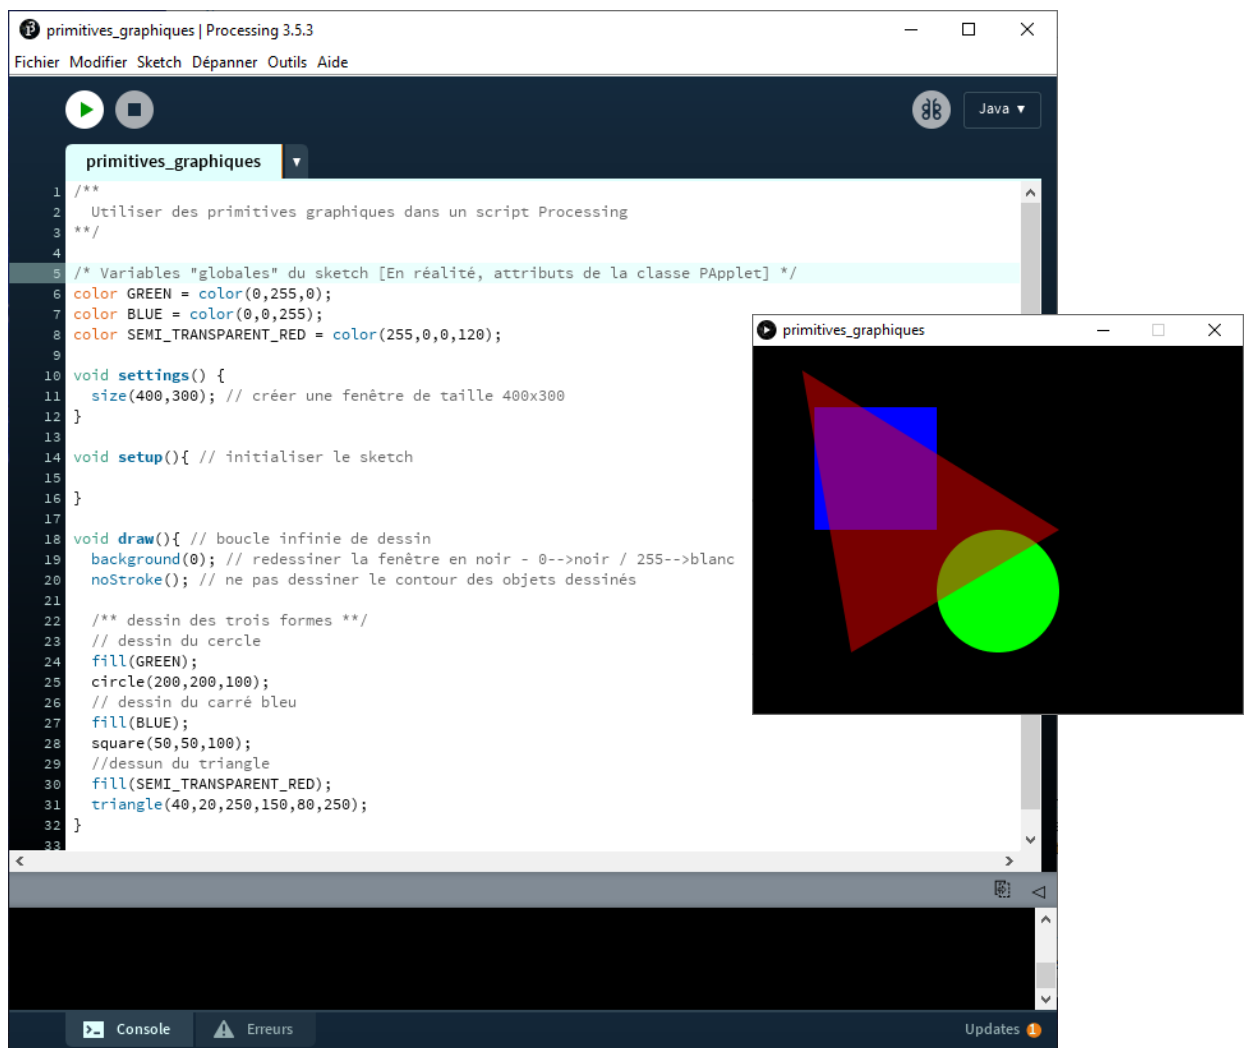 primitives_graphiques | Processing 3.5.3
Fichier Modifier Sketch Dépanner Outils Aide
Java ▼
primitives_graphiques ▼
1 /**
2   Utiliser des primitives graphiques dans un script Processing
3 **/
4
5 /* Variables "globales" du sketch [En réalité, attributs de la classe PApplet] */
6 color GREEN = color(0,255,0);
7 color BLUE = color(0,0,255);
8 color SEMI_TRANSPARENT_RED = color(255,0,0,120);
9
10 void settings() {
11   size(400,300); // créer une fenêtre de taille 400x300
12 }
13
14 void setup(){ // initialiser le sketch
15
16 }
17
18 void draw(){ // boucle infinie de dessin
19   background(0); // redessiner la fenêtre en noir - 0-->noir / 255-->blanc
20   noStroke(); // ne pas dessiner le contour des objets dessinés
21
22   /** dessin des trois formes **/
23   // dessin du cercle
24   fill(GREEN);
25   circle(200,200,100);
26   // dessin du carré bleu
27   fill(BLUE);
28   square(50,50,100);
29   //dessun du triangle
30   fill(SEMI_TRANSPARENT_RED);
31   triangle(40,20,250,150,80,250);
32 }
33
primitives_graphiques
Console Erreurs
Updates 1